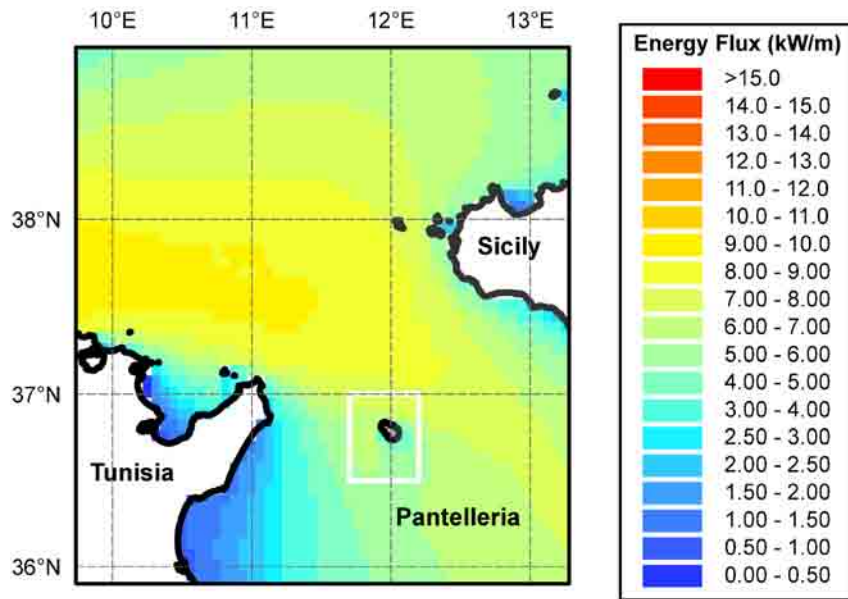 10°E 11°E 12°E 13°E
38°N
37°N
36°N
Sicily
Tunisia
Pantelleria
Energy Flux (kW/m)
>15.0
14.0 - 15.0
13.0 - 14.0
12.0 - 13.0
11.0 - 12.0
10.0 - 11.0
9.00 - 10.0
8.00 - 9.00
7.00 - 8.00
6.00 - 7.00
5.00 - 6.00
4.00 - 5.00
3.00 - 4.00
2.50 - 3.00
2.00 - 2.50
1.50 - 2.00
1.00 - 1.50
0.50 - 1.00
0.00 - 0.50